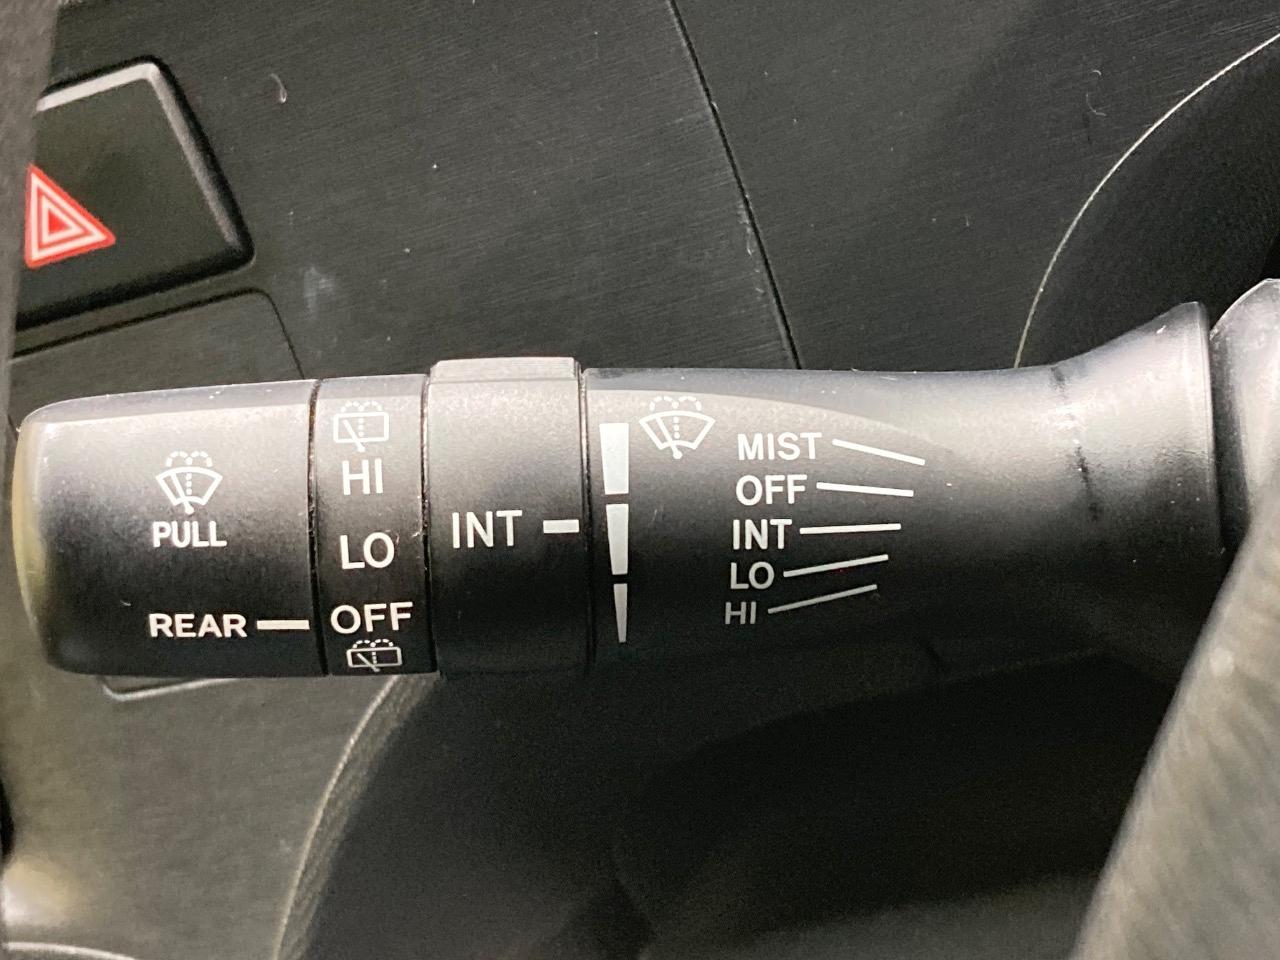 PULL
REAR
HI
LO
OFF
INT
MIST
OFF
INT
LO
HI